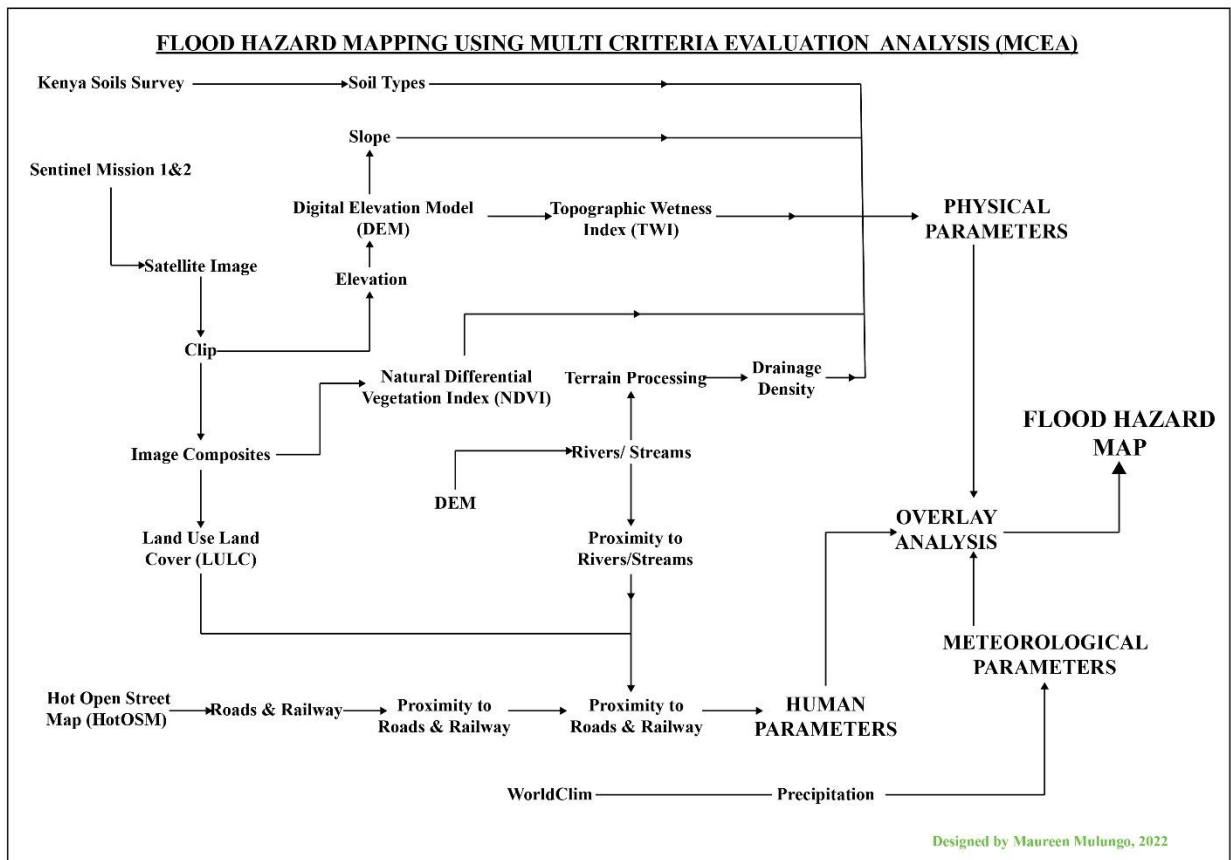 FLOOD HAZARD MAPPING USING MULTI CRITERIA EVALUATION ANALYSIS (MCEA)
Kenya Soils Survey
Soil Types
Slope
Sentinel Mission 1&2
Digital Elevation Model
(DEM)
Topographic Wetness
Index (TWI)
PHYSICAL
PARAMETERS
Satellite Image
Elevation
Clip
Natural Differential
Vegetation Index (NDVI)
Terrain Processing
Drainage
Density
FLOOD HAZARD
MAP
Image Composites
Rivers/ Streams
DEM
OVERLAY
ANALYSIS
Land Use Land
Cover (LULC)
Proximity to
Rivers/Streams
METEOROLOGICAL
PARAMETERS
Hot Open Street
Map (HotOSM)
Roads & Railway
Proximity to
Roads & Railway
Proximity to
Roads & Railway
HUMAN
PARAMETERS
WorldClim
Precipitation
Designed by Maureen Mulungo, 2022